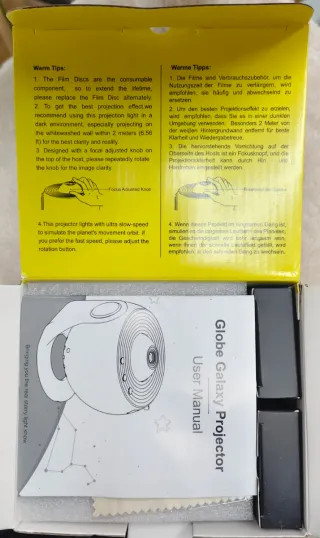 Warm Tips:
1. The Film Discs are the consumable
component, so to extend the lifetime,
please replace the Film Disc alternately.
2. To get the best projection effect,we
recommend using this projection light in a
dark environment, especially projecting on
the whitewashed wall within 2 meters (6.56
ft) for the best clarity and reality.
3. Designed with a focal adjusted knob on
the top of the host, please repeatedly rotate
the knob for the image clarity.
Focus Adjusted Knob
4.This projector lights with ultra slow-speed
to simulate the planet's movement orbit. If
you prefer the fast speed, please adjust the
rotation button.
Warme Tipps:
1. Die Filme sind Verbrauchszubehör, um die
Nutzungszeit der Filme zu verlängern, wird
empfohlen, sie häufig und abwechselnd zu
ersetzen.
2. Um den besten Projektionseffekt zu erzielen,
wird empfohlen, dass Sie es in einer dunklen
Umgebung verwenden. Besonders 2 Meter von
der weißen Hintergrundwand entfernt für beste
Klarheit und Wiedergabetreue.
3. Die hervorstehende Vorrichtung auf der
Oberseite des Hosts ist ein Fokusknopf, und die
kann durch Hin - und
4. Wenn dieses Projekt im langsamen Gang ist,
simuliert es die langsame Laufbahn des Planeten,
die Geschwindigkeit wird sehr langsam sein,
wenn Ihnen die schnelle Laufbahn gefällt, wird
empfohlen, in den schnellen Gang zu wechseln.
Globe Galaxy Projector
User Manual
Bringing you the real starry light show.